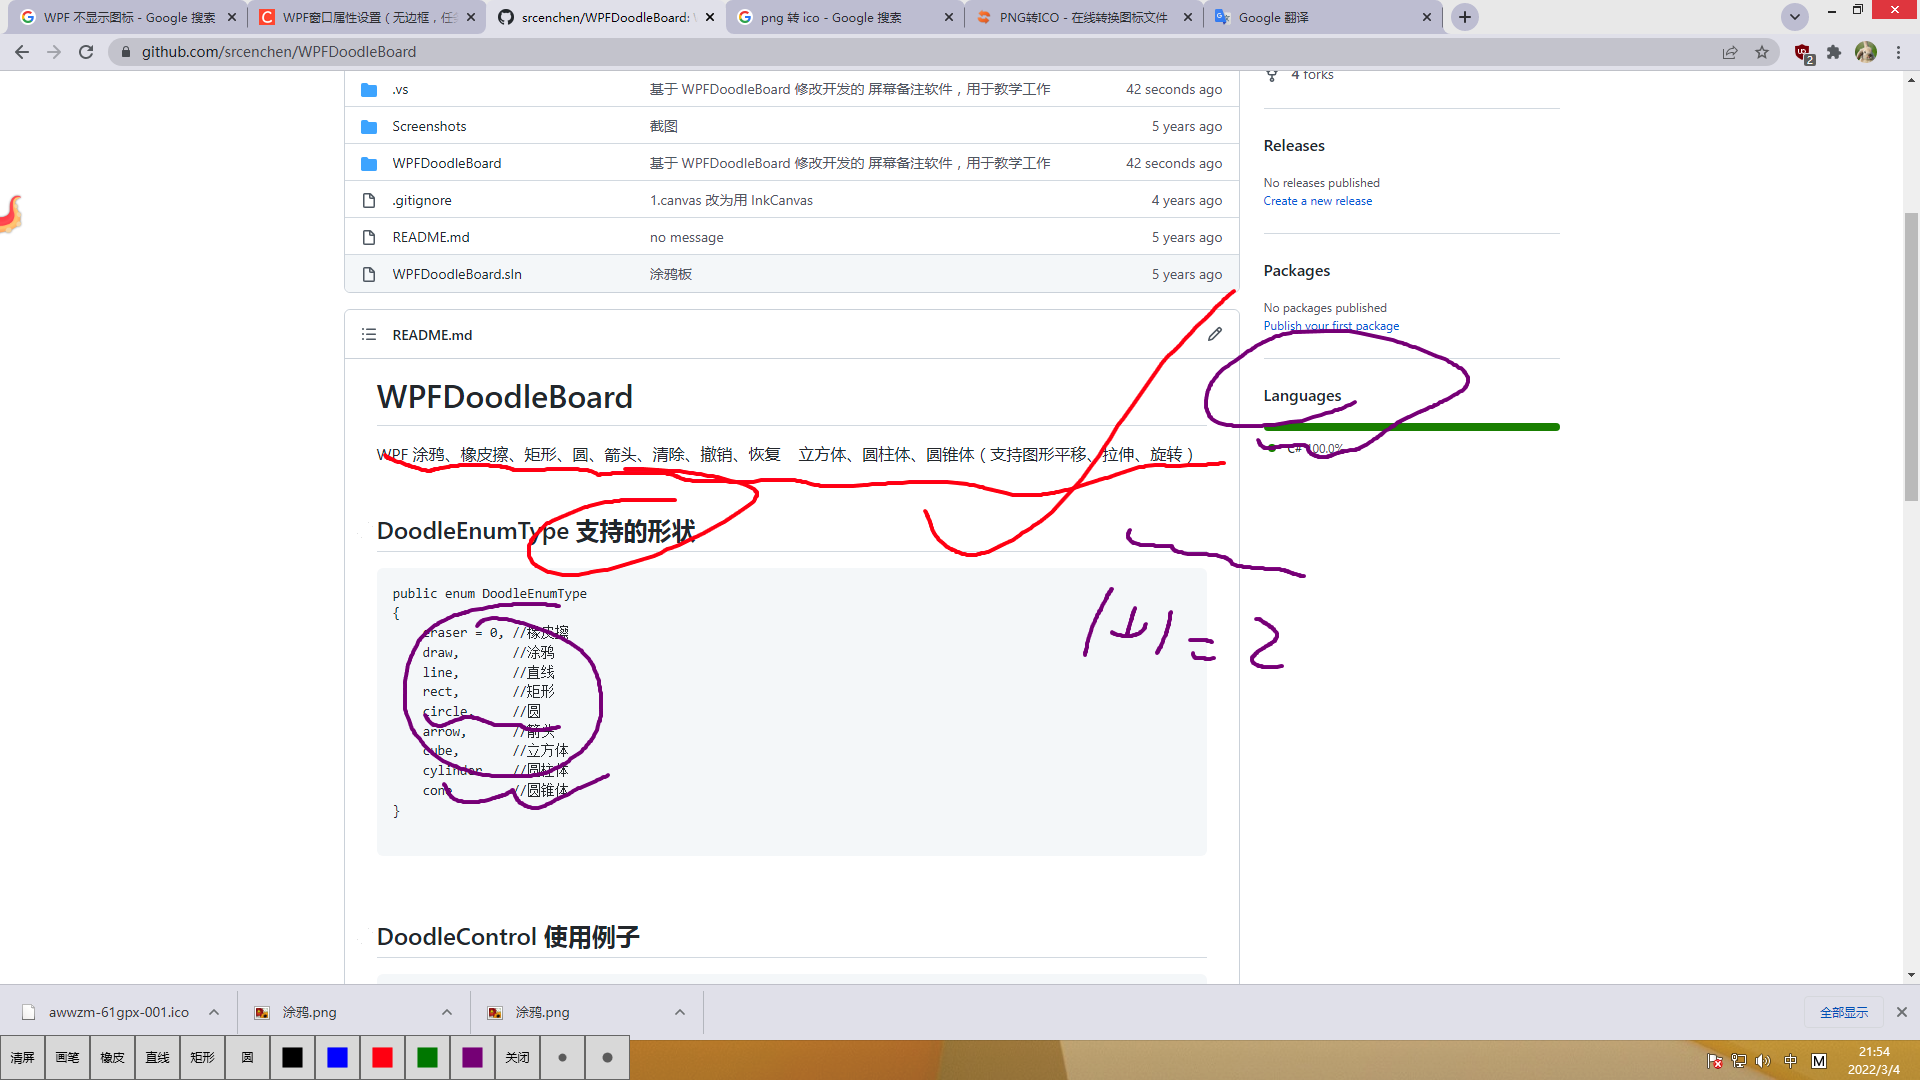 WPF 不显示图标 - Google 搜索
WPF窗口属性设置（无边框，任
srcenchen/WPFDoodleBoard:
png 转 ico - Google 搜索
PNG转ICO - 在线转换图标文件
Google 翻译
github.com/srcenchen/WPFDoodleBoard
2
.vs 基于 WPFDoodleBoard 修改开发的 屏幕备注软件，用于教学工作 42 seconds ago
Screenshots 截图 5 years ago
WPFDoodleBoard 基于 WPFDoodleBoard 修改开发的 屏幕备注软件，用于教学工作 42 seconds ago
.gitignore 1.canvas 改为用 InkCanvas 4 years ago
README.md no message 5 years ago
WPFDoodleBoard.sln 涂鸦板 5 years ago
4 forks
Releases
No releases published
Create a new release
Packages
No packages published
Publish your first package
Languages
C# 100.0%
README.md
WPFDoodleBoard
WPF 涂鸦、橡皮擦、矩形、圆、箭头、清除、撤销、恢复 立方体、圆柱体、圆锥体（支持图形平移、拉伸、旋转）
DoodleEnumType 支持的形状
public enum DoodleEnumType
{
eraser = 0, //橡皮擦
draw, //涂鸦
line, //直线
rect, //矩形
circle, //圆
arrow, //箭头
cube, //立方体
cylinder, //圆柱体
cone //圆锥体
}
= 2
DoodleControl 使用例子
awwzm-61gpx-001.ico
涂鸦.png
涂鸦.png
全部显示
清屏
画笔
橡皮
直线
矩形
圆
关闭
中
M
21:54
2022/3/4